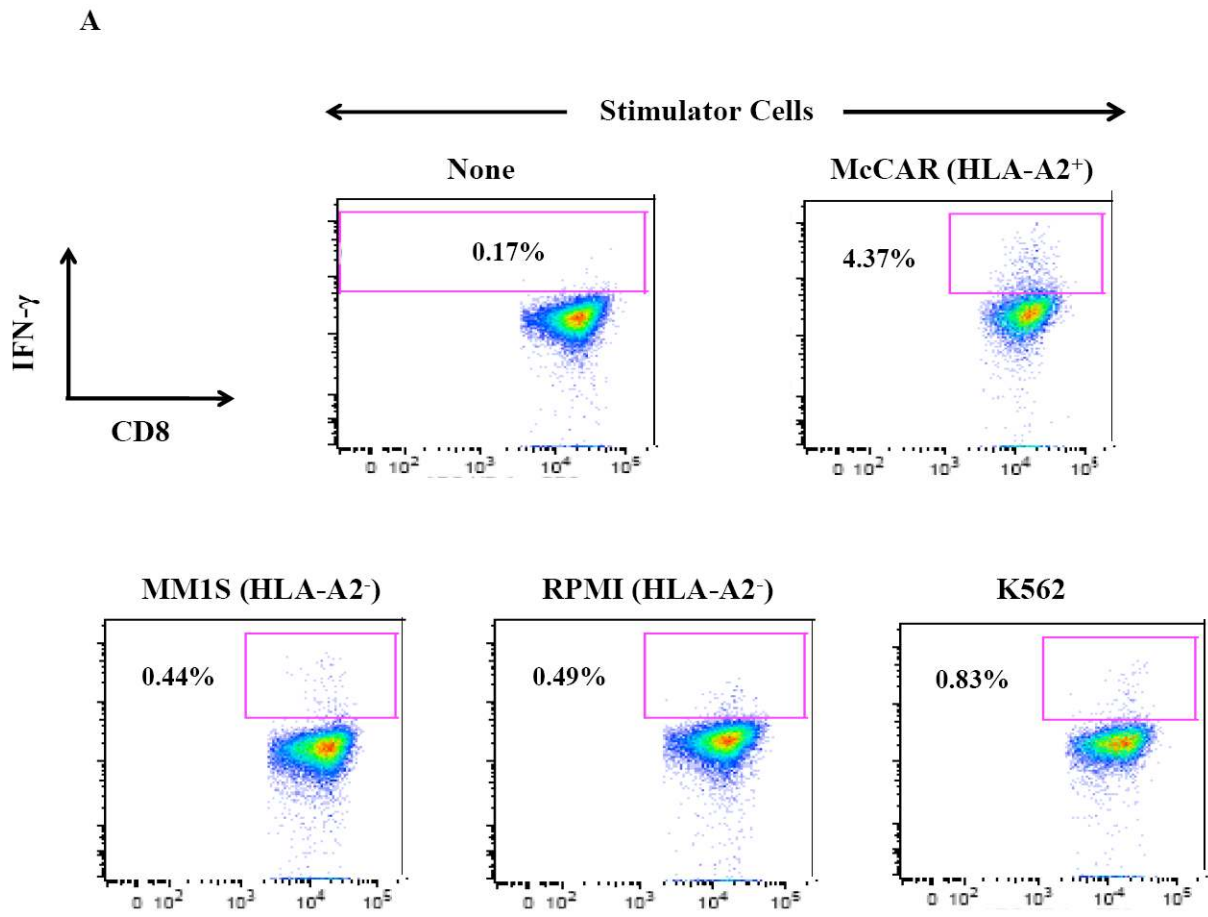 A
Stimulator Cells
None
McCAR (HLA-A2⁺)
0.17%
4.37%
IFN-γ
CD8
0 10² 10³ 10⁴ 10⁵
0 10² 10³ 10⁴ 10⁵
MM1S (HLA-A2⁻)
RPMI (HLA-A2⁻)
K562
0.44%
0.49%
0.83%
0 10² 10³ 10⁴ 10⁵
0 10² 10³ 10⁴ 10⁵
0 10² 10³ 10⁴ 10⁵